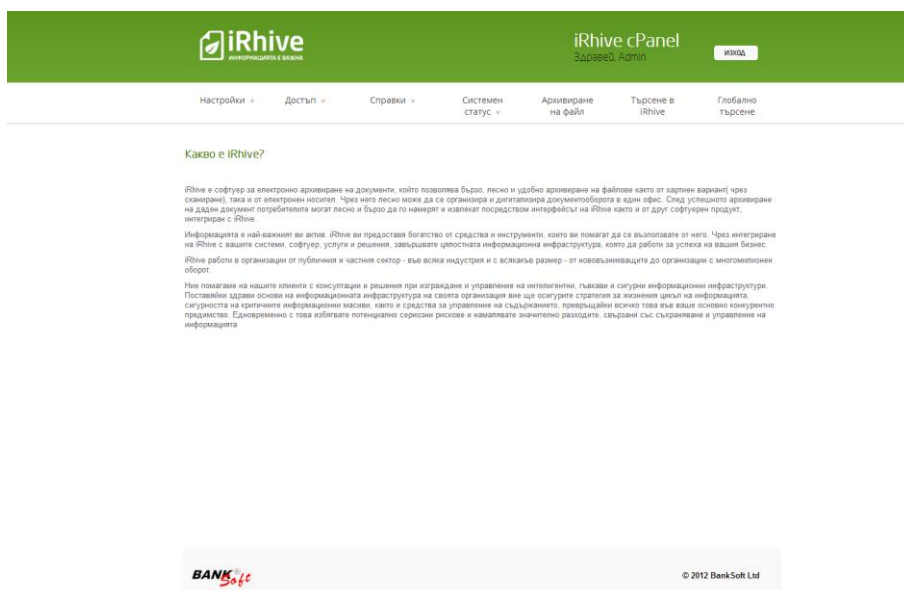 iRhive
ИНФОРМАЦИЯТА Е ВАЖНА
iRhive cPanel
Здравей, Admin
ИЗХОД
Настройки
Достъп
Справки
Системен
статус
Архивиране
на файл
Търсене в
iRhive
Глобално
търсене
Какво е iRhive?
iRhive е софтуер за електронно архивиране на документи, който позволява бързо, лесно и удобно архивиране на файлове както от хартиен вариант( чрез
сканиране), така и от електронен носител. Чрез него лесно може да се организира и дигитализира документооборота в един офис. След успешното архивиране
на даден документ потребителите могат лесно и бързо да го намерят и извлекат посредством интерфейсът на iRhive както и от друг софтуерен продукт,
интегриран с iRhive.
Информацията е най-важният ви актив. iRhive ви предоставя богатство от средства и инструменти, които ви помагат да се възползвате от него. Чрез интегриране
на iRhive с вашите системи, софтуер, услуги и решения, завършвате цялостната информационна инфраструктура, която да работи за успеха на вашия бизнес.
iRhive работи в организации от публичния и частния сектор - във всяка индустрия и с всякакъв размер - от нововъзникващите до организации с многомилионен
оборот.
Ние помагаме на нашите клиенти с консултации и решения при изграждане и управление на интелигентни, гъвкави и сигурни информационни инфраструктури.
Поставяйки здрави основи на информационната инфраструктура на своята организация вие ще осигурите стратегия за жизнения цикъл на информацията,
сигурността на критичните информационни масиви, както и средства за управление на съдържанието, превръщайки всичко това във ваше основно конкурентно
предимство. Едновременно с това избягвате потенциално сериозни рискове и намалявате значително разходите, свързани със съхраняване и управление на
информацията
BANK Soft ®
© 2012 BankSoft Ltd